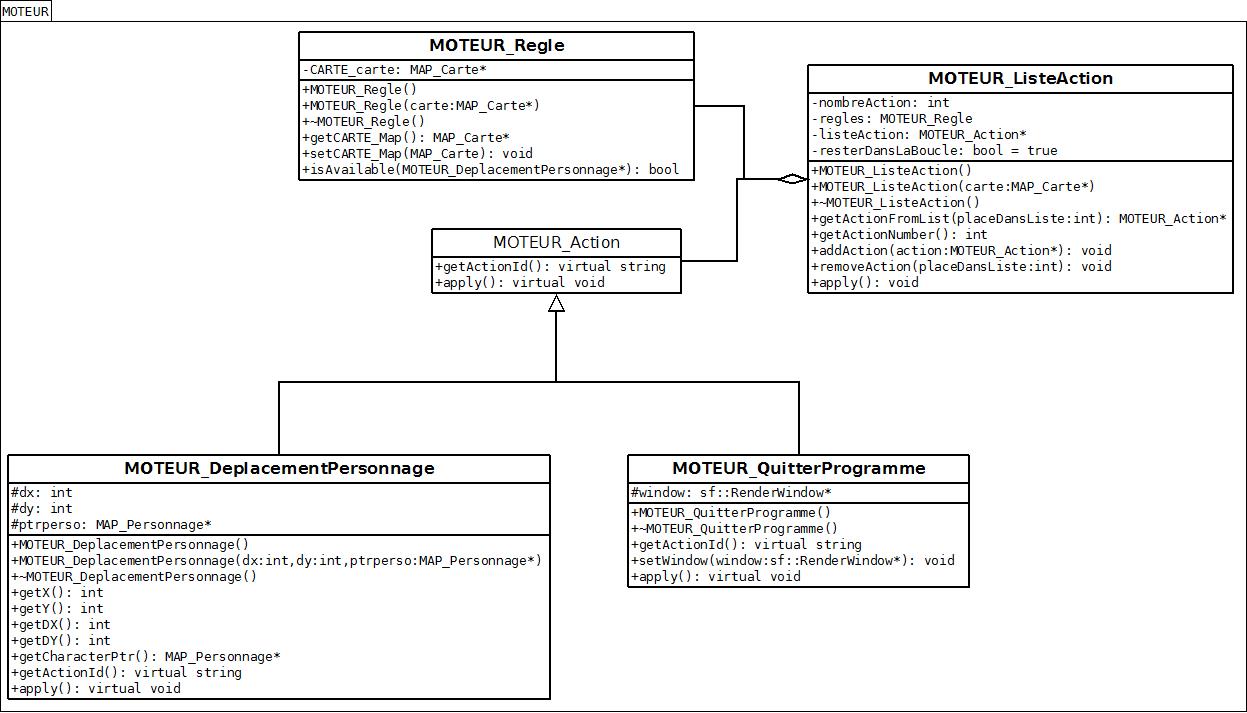 MOTEUR
MOTEUR_Regle
-CARTE_carte: MAP_Carte*
+MOTEUR_Regle()
+MOTEUR_Regle(carte:MAP_Carte*)
+~MOTEUR_Regle()
+getCARTE_Map(): MAP_Carte*
+setCARTE_Map(MAP_Carte): void
+isAvailable(MOTEUR_DeplacementPersonnage*): bool
MOTEUR_ListeAction
-nombreAction: int
-regles: MOTEUR_Regle
-listeAction: MOTEUR_Action*
-resterDansLaBoucle: bool = true
+MOTEUR_ListeAction()
+MOTEUR_ListeAction(carte:MAP_Carte*)
+~MOTEUR_ListeAction()
+getActionFromList(placeDansListe:int): MOTEUR_Action*
+getActionNumber(): int
+addAction(action:MOTEUR_Action*): void
+removeAction(placeDansListe:int): void
+apply(): void
MOTEUR_Action
+getActionId(): virtual string
+apply(): virtual void
MOTEUR_DeplacementPersonnage
#dx: int
#dy: int
#ptrperso: MAP_Personnage*
+MOTEUR_DeplacementPersonnage()
+MOTEUR_DeplacementPersonnage(dx:int,dy:int,ptrperso:MAP_Personnage*)
+~MOTEUR_DeplacementPersonnage()
+getX(): int
+getY(): int
+getDX(): int
+getDY(): int
+getCharacterPtr(): MAP_Personnage*
+getActionId(): virtual string
+apply(): virtual void
MOTEUR_QuitterProgramme
#window: sf::RenderWindow*
+MOTEUR_QuitterProgramme()
+~MOTEUR_QuitterProgramme()
+getActionId(): virtual string
+setWindow(window:sf::RenderWindow*): void
+apply(): virtual void